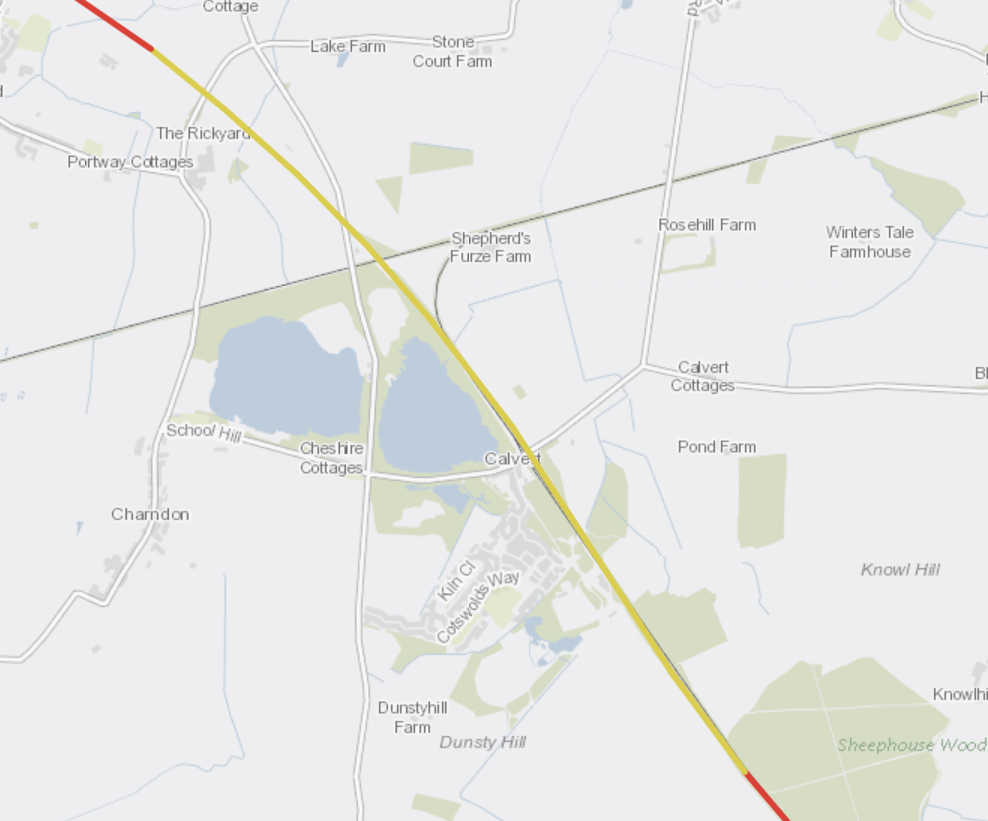 Cottage
Rd
Lake Farm
Stone
Court Farm
The Rickyard
Portway Cottages
Shepherd's
Furze Farm
Rosehill Farm
Winters Tale
Farmhouse
Calvert
Cottages
School Hill
Cheshire
Cottages
Calvert
Pond Farm
Charndon
Knowl Hill
Kiln Cl
Cotswolds Way
Dunstyhill
Farm
Dunsty Hill
Knowlhi
Sheephouse Wood